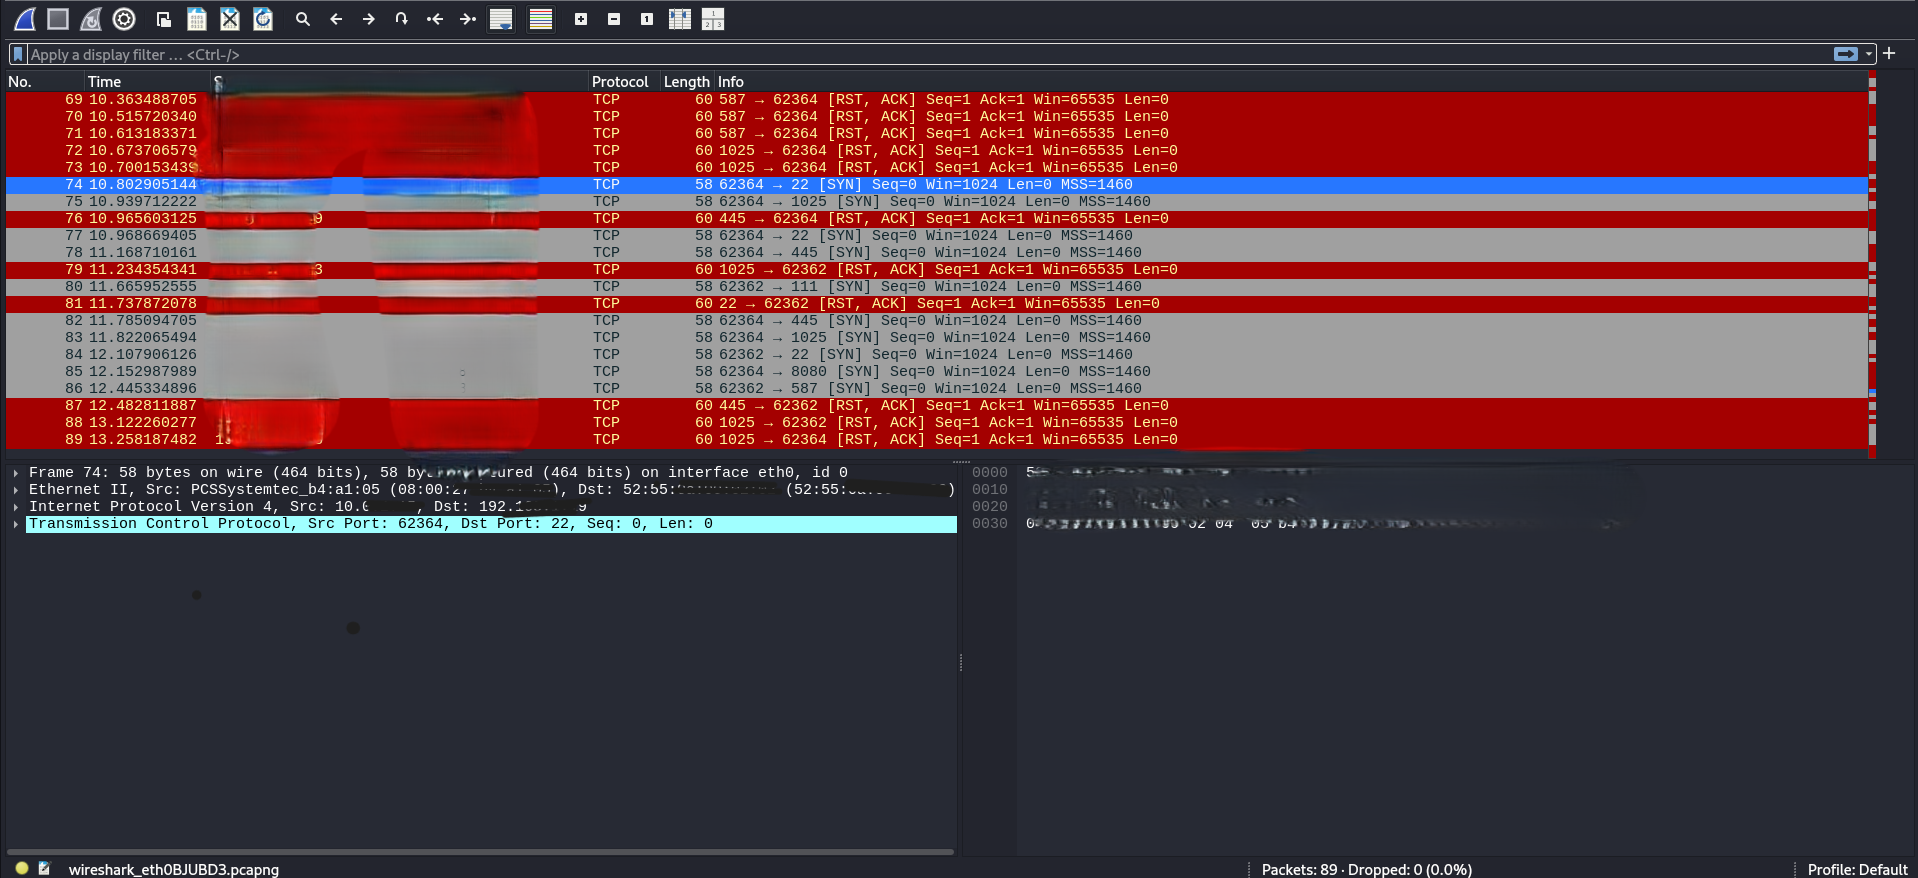 Apply a display filter … <Ctrl-/>
No. Time Protocol Length Info
69 10.363488705 TCP 60 587 → 62364 [RST, ACK] Seq=1 Ack=1 Win=65535 Len=0
70 10.515720340 TCP 60 587 → 62364 [RST, ACK] Seq=1 Ack=1 Win=65535 Len=0
71 10.613183371 TCP 60 587 → 62364 [RST, ACK] Seq=1 Ack=1 Win=65535 Len=0
72 10.673706579 TCP 60 1025 → 62364 [RST, ACK] Seq=1 Ack=1 Win=65535 Len=0
73 10.700153439 TCP 60 1025 → 62364 [RST, ACK] Seq=1 Ack=1 Win=65535 Len=0
74 10.802905144 TCP 58 62364 → 22 [SYN] Seq=0 Win=1024 Len=0 MSS=1460
75 10.939712222 TCP 58 62364 → 1025 [SYN] Seq=0 Win=1024 Len=0 MSS=1460
76 10.965603125 9 TCP 60 445 → 62364 [RST, ACK] Seq=1 Ack=1 Win=65535 Len=0
77 10.968669405 TCP 58 62364 → 22 [SYN] Seq=0 Win=1024 Len=0 MSS=1460
78 11.168710161 TCP 58 62364 → 445 [SYN] Seq=0 Win=1024 Len=0 MSS=1460
79 11.234354341 3 TCP 60 1025 → 62362 [RST, ACK] Seq=1 Ack=1 Win=65535 Len=0
80 11.665952555 TCP 58 62362 → 111 [SYN] Seq=0 Win=1024 Len=0 MSS=1460
81 11.737872078 TCP 60 22 → 62362 [RST, ACK] Seq=1 Ack=1 Win=65535 Len=0
82 11.785094705 TCP 58 62364 → 445 [SYN] Seq=0 Win=1024 Len=0 MSS=1460
83 11.822065494 TCP 58 62364 → 1025 [SYN] Seq=0 Win=1024 Len=0 MSS=1460
84 12.107906126 TCP 58 62362 → 22 [SYN] Seq=0 Win=1024 Len=0 MSS=1460
85 12.152987989 TCP 58 62364 → 8080 [SYN] Seq=0 Win=1024 Len=0 MSS=1460
86 12.445334896 TCP 58 62362 → 587 [SYN] Seq=0 Win=1024 Len=0 MSS=1460
87 12.482811887 TCP 60 445 → 62362 [RST, ACK] Seq=1 Ack=1 Win=65535 Len=0
88 13.122260277 TCP 60 1025 → 62362 [RST, ACK] Seq=1 Ack=1 Win=65535 Len=0
89 13.258187482 TCP 60 1025 → 62364 [RST, ACK] Seq=1 Ack=1 Win=65535 Len=0
Frame 74: 58 bytes on wire (464 bits), 58 (464 bits) on interface eth0, id 0
Ethernet II, Src: PCSSystemtec_b4:a1:05 (08:00:27 ), Dst: 52:55: (52:55: )
Internet Protocol Version 4, Src: 10.0 , Dst: 192.1 9
Transmission Control Protocol, Src Port: 62364, Dst Port: 22, Seq: 0, Len: 0
0000
0010
0020
0030 02 04
wireshark_eth0BJUBD3.pcapng
Packets: 89 · Dropped: 0 (0.0%)
Profile: Default